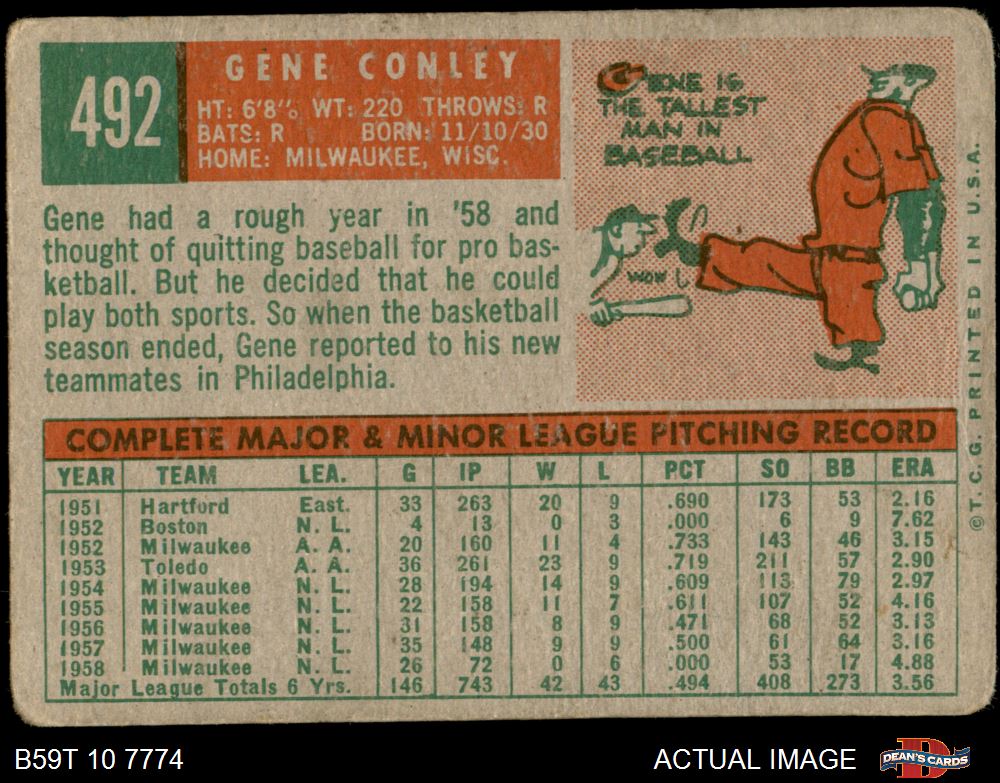 492
GENE CONLEY
HT: 6'8". WT: 220 THROWS: R
BATS: R BORN: 11/10/30
HOME: MILWAUKEE, WISC.
GENE IS
THE TALLEST
MAN IN
BASEBALL
WOW!
Gene had a rough year in '58 and
thought of quitting baseball for pro bas-
ketball. But he decided that he could
play both sports. So when the basketball
season ended, Gene reported to his new
teammates in Philadelphia.
COMPLETE MAJOR & MINOR LEAGUE PITCHING RECORD
YEAR TEAM LEA. G IP W L PCT SO BB ERA
1951 Hartford East. 33 263 20 9 .690 173 53 2.16
1952 Boston N. L. 4 13 0 3 .000 6 9 7.62
1952 Milwaukee A. A. 20 160 11 4 .733 143 46 3.15
1953 Toledo A. A. 36 261 23 9 .719 211 57 2.90
1954 Milwaukee N. L. 28 194 14 9 .609 113 79 2.97
1955 Milwaukee N. L. 22 158 11 7 .611 107 52 4.16
1956 Milwaukee N. L. 31 158 8 9 .471 68 52 3.13
1957 Milwaukee N. L. 35 148 9 9 .500 61 64 3.16
1958 Milwaukee N. L. 26 72 0 6 .000 53 17 4.88
Major League Totals 6 Yrs. 146 743 42 43 .494 408 273 3.56
©T. C. G. PRINTED IN U.S.A.
B59T 10 7774
ACTUAL IMAGE
DEAN'S CARDS